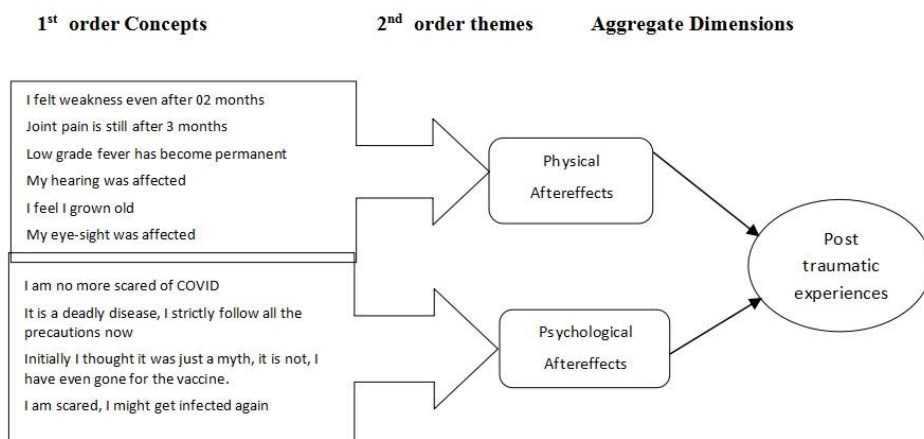 1st order Concepts
2nd order themes
Aggregate Dimensions
I felt weakness even after 02 months
Joint pain is still after 3 months
Low grade fever has become permanent
My hearing was affected
I feel I grown old
My eye-sight was affected
I am no more scared of COVID
It is a deadly disease, I strictly follow all the
precautions now
Initially I thought it was just a myth, it is not, I
have even gone for the vaccine.
I am scared, I might get infected again
Physical
Aftereffects
Psychological
Aftereffects
Post
traumatic
experiences